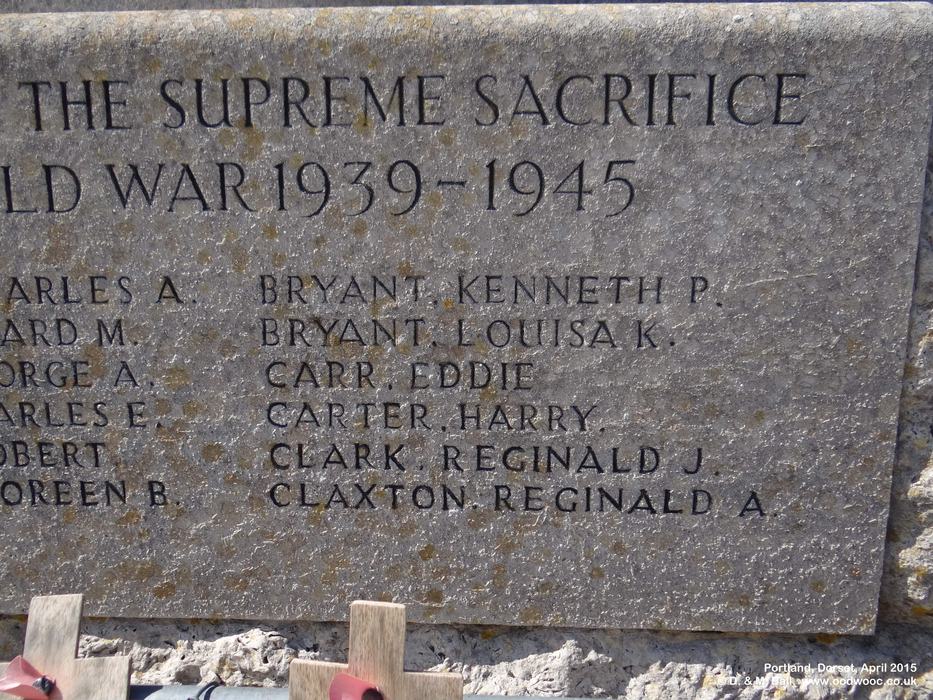 THE SUPREME SACRIFICE
LD WAR 1939-1945
ARLES A. BRYANT. KENNETH P.
ARD M. BRYANT. LOUISA K.
ORGE A. CARR. EDDIE
ARLES E. CARTER. HARRY.
OBERT. CLARK. REGINALD J.
OREEN B. CLAXTON. REGINALD A.
Portland, Dorset, April 2015
© D. & M. Ball www.oodwooc.co.uk